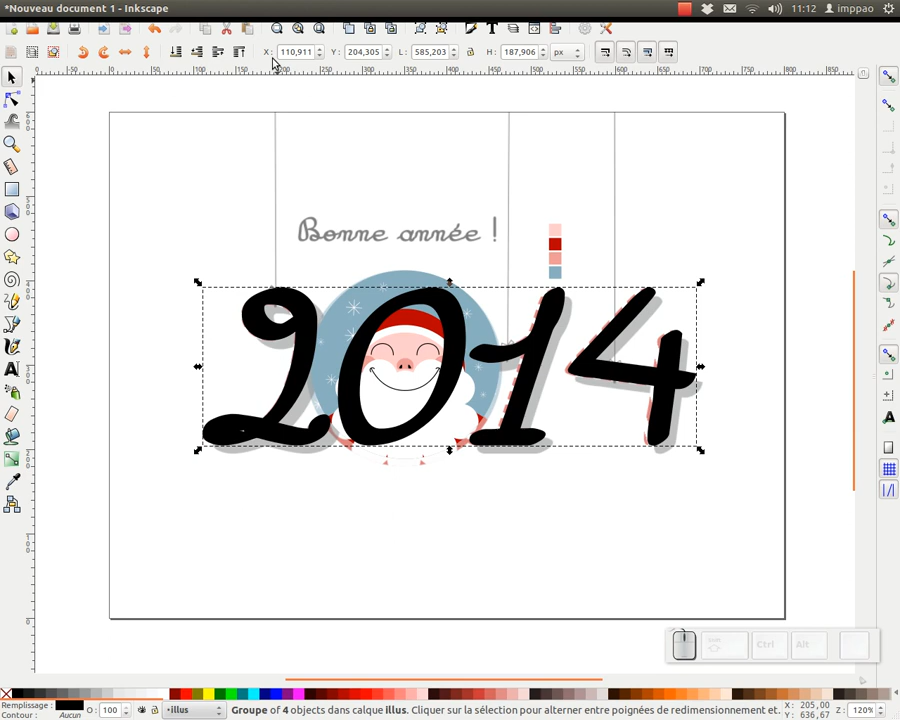 *Nouveau document 1 - Inkscape
11:12 imppao
X : 110,911 Y : 204,305 L : 585,203 H : 187,906 px
Bonne année !
2014
Ctrl Alt
Remplissage :
Contour : Aucun
O : 100
•illus
Groupe of 4 objects dans calque illus. Cliquer sur la sélection pour alterner entre poignées de redimensionnement et.
X : 205,00
Y : 636,67
Z : 120%